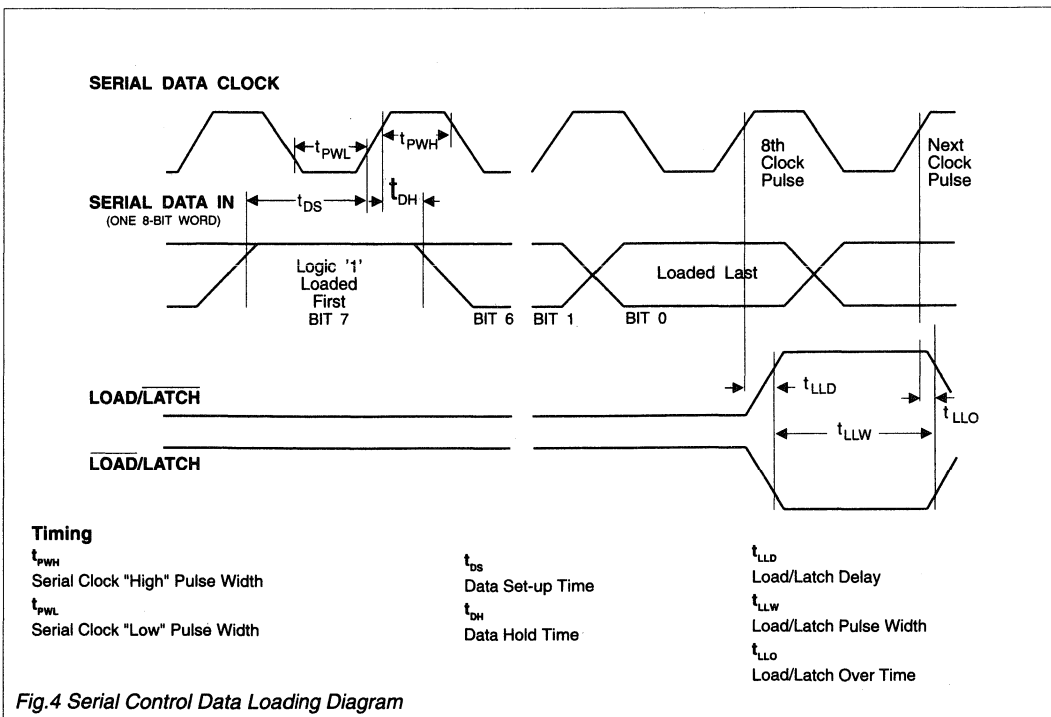 SERIAL DATA CLOCK
tPWL
tPWH
8th
Clock
Pulse
Next
Clock
Pulse
SERIAL DATA IN
(ONE 8-BIT WORD)
tDS
tDH
Logic '1'
Loaded
First
BIT 7
BIT 6
BIT 1
BIT 0
Loaded Last
LOAD/LATCH
tLLD
tLLO
tLLW
LOAD/LATCH
Timing
tPWH
Serial Clock "High" Pulse Width
tPWL
Serial Clock "Low" Pulse Width
tDS
Data Set-up Time
tDH
Data Hold Time
tLLD
Load/Latch Delay
tLLW
Load/Latch Pulse Width
tLLO
Load/Latch Over Time
Fig.4 Serial Control Data Loading Diagram